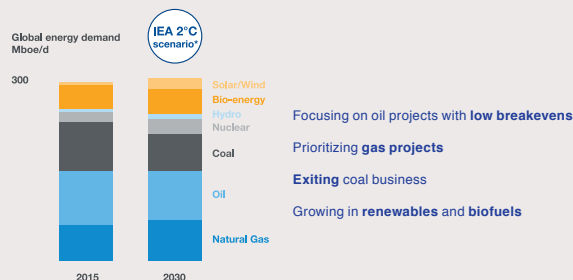 Global energy demand
Mboe/d
IEA 2°C
scenario*
300
Solar/Wind
Bio-energy
Hydro
Nuclear
Coal
Oil
Natural Gas
2015
2030
Focusing on oil projects with low breakevens
Prioritizing gas projects
Exiting coal business
Growing in renewables and biofuels